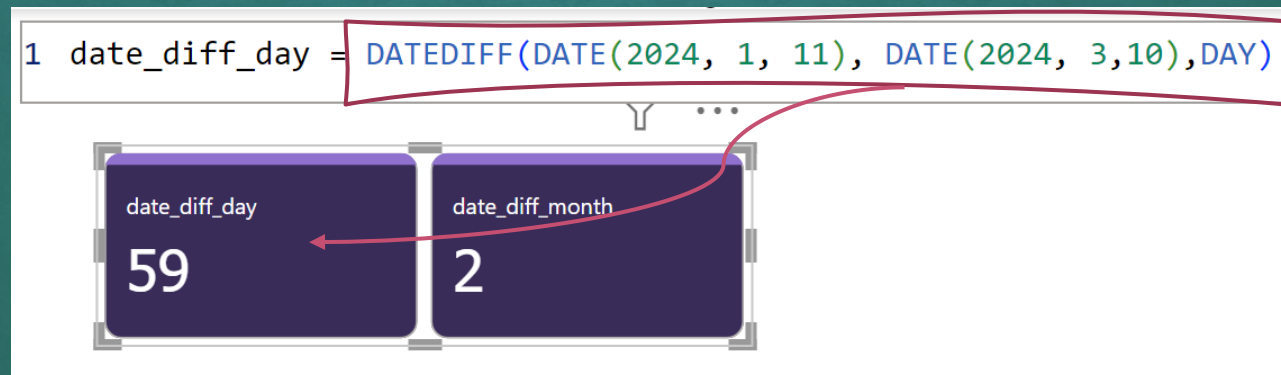 1 date_diff_day = DATEDIFF(DATE(2024, 1, 11), DATE(2024, 3,10),DAY)
date_diff_day date_diff_month
59 2